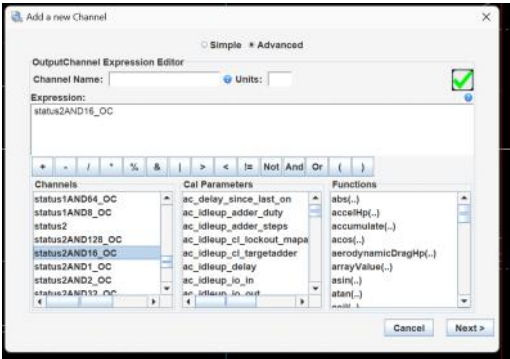 Add a new Channel
Simple Advanced
OutputChannel Expression Editor
Channel Name: Units:
Expression:
status2AND16_OC
+ - / * % & | > < != Not And Or ( )
Channels Cal Parameters Functions
status1AND64_OC ac_delay_since_last_on abs(..)
status1AND8_OC ac_idleup_adder_duty accelHp(..)
status2 ac_idleup_adder_steps accumulate(..)
status2AND128_OC ac_idleup_cl_lockout_mapa acos(..)
status2AND16_OC ac_idleup_cl_targetadder aerodynamicDragHp(..)
status2AND1_OC ac_idleup_delay arrayValue(..)
status2AND2_OC ac_idleup_io_in asin(..)
status2AND32_OC ac_idleup_io_out atan(..)
Cancel Next >